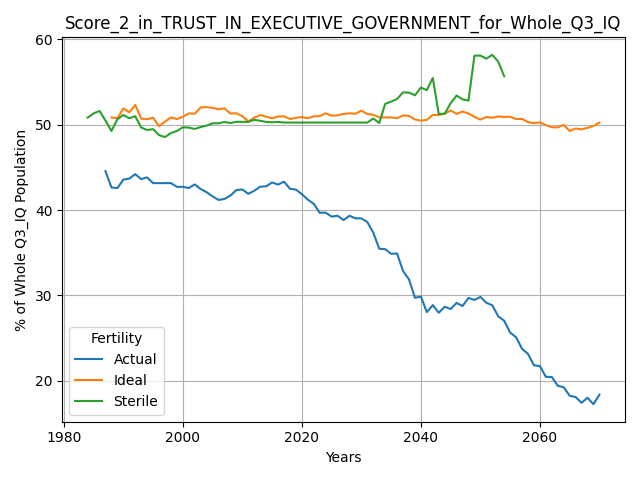 Score_2_in_TRUST_IN_EXECUTIVE_GOVERNMENT_for_Whole_Q3_IQ
60
50
40
30
20
% of Whole Q3_IQ Population
Fertility
Actual
Ideal
Sterile
1980
2000
2020
2040
2060
Years